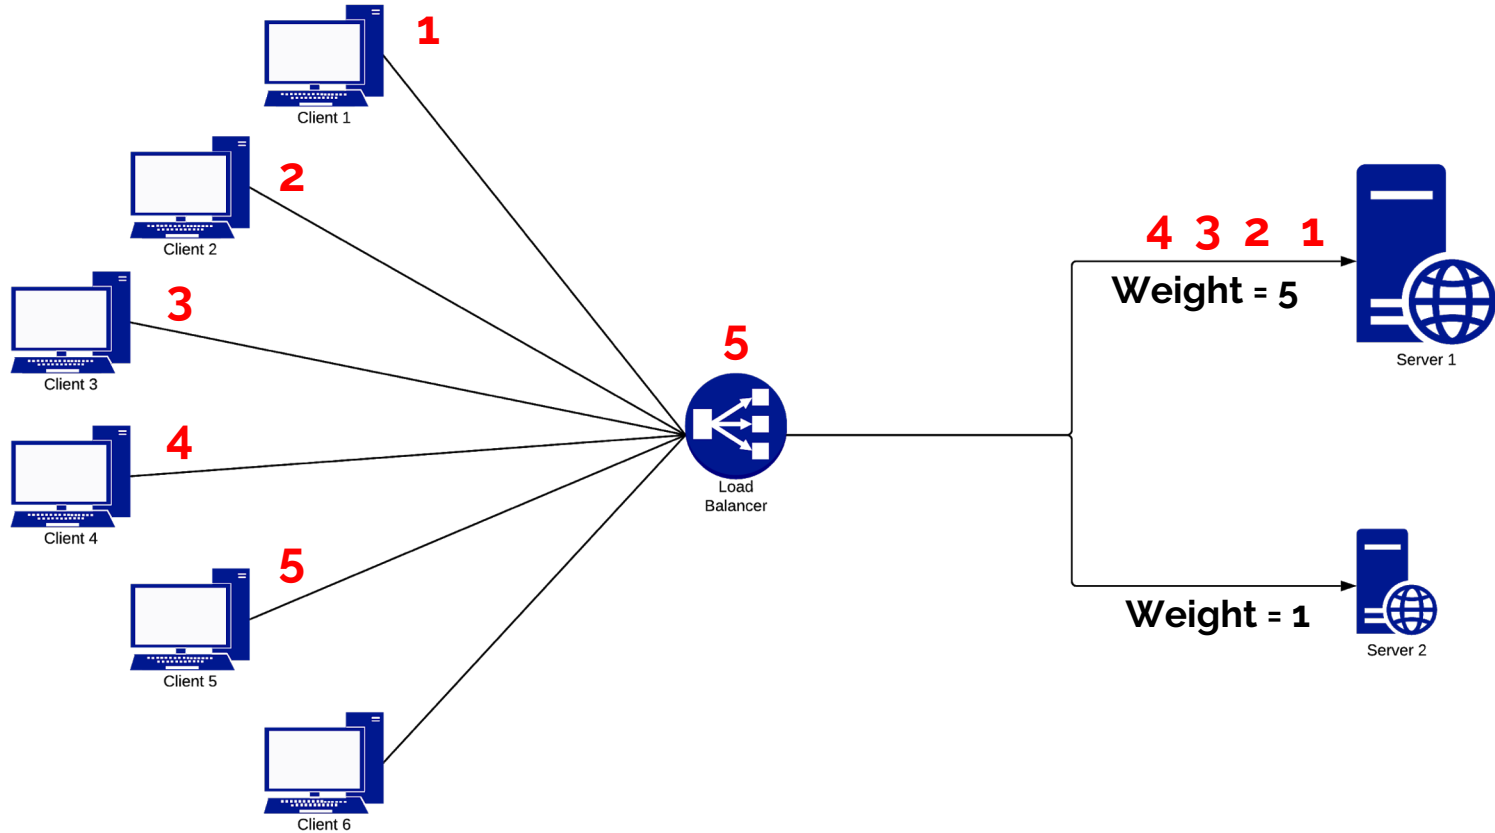 1
Client 1
2
Client 2
3
Client 3
4
Client 4
5
Client 5
Client 6
5
Load
Balancer
4 3 2 1
Weight = 5
Server 1
Weight = 1
Server 2